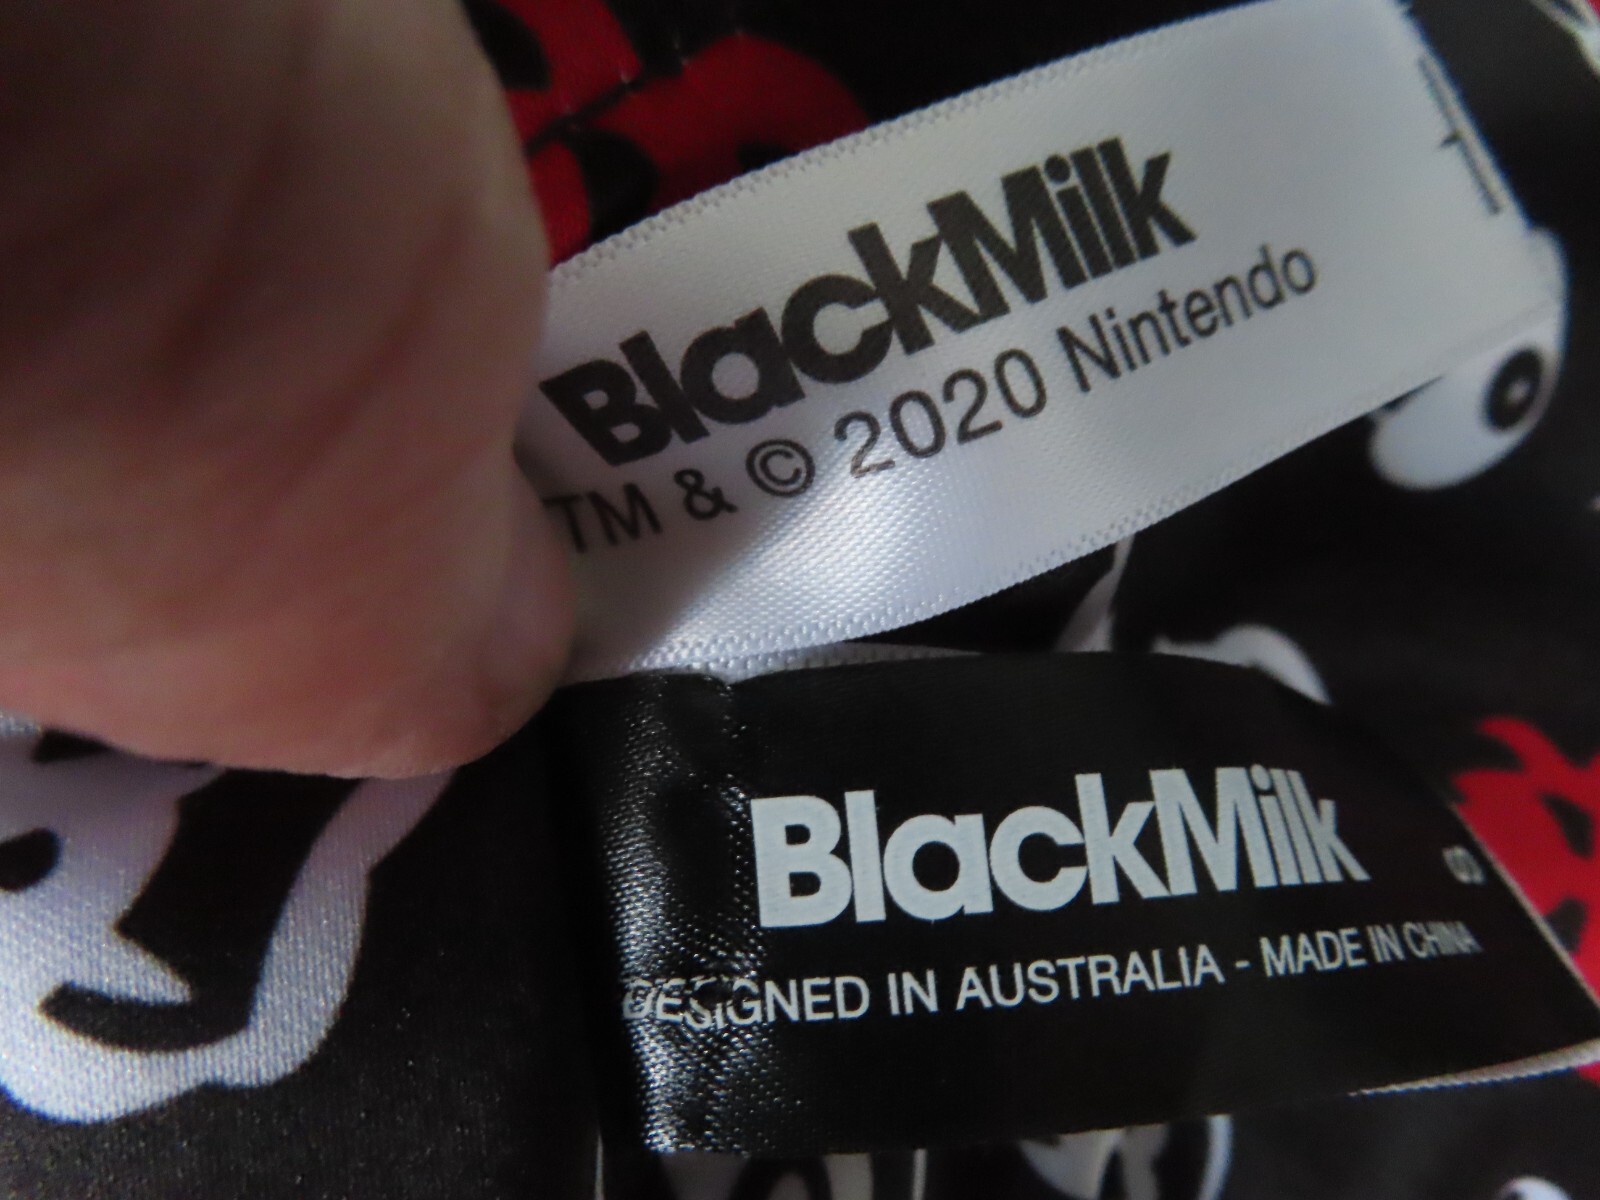 BlackMilk
TM & © 2020 Nintendo
BlackMilk
S
DESIGNED IN AUSTRALIA - MADE IN CHINA